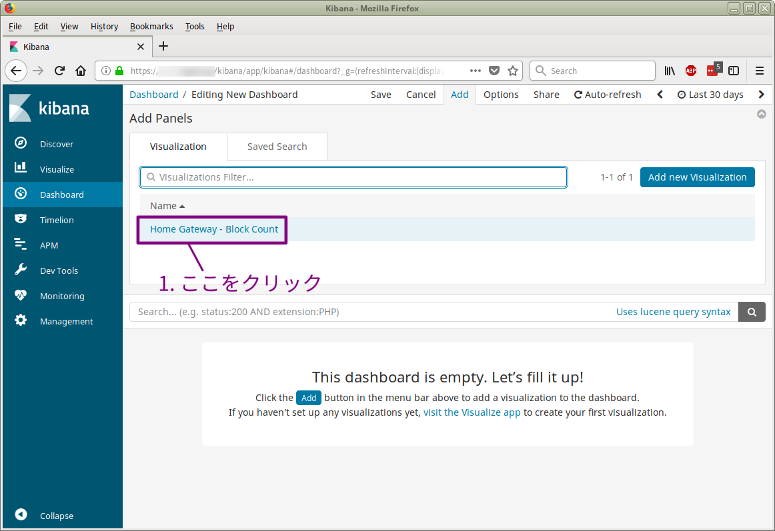 Kibana - Mozilla Firefox
File Edit View History Bookmarks Tools Help
Kibana
https:// /kibana/app/kibana#/dashboard?_g=(refreshInterval:(display
Search
ABP
5
kibana
Discover
Visualize
Dashboard
Timelion
APM
Dev Tools
Monitoring
Management
Collapse
Dashboard / Editing New Dashboard
Save Cancel Add Options Share Auto-refresh Last 30 days
Add Panels
Visualization Saved Search
Visualizations Filter...
1-1 of 1 Add new Visualization
Name
Home Gateway - Block Count
1. ここをクリック
Search... (e.g. status:200 AND extension:PHP) Uses lucene query syntax
This dashboard is empty. Let's fill it up!
Click the Add button in the menu bar above to add a visualization to the dashboard.
If you haven't set up any visualizations yet, visit the Visualize app to create your first visualization.